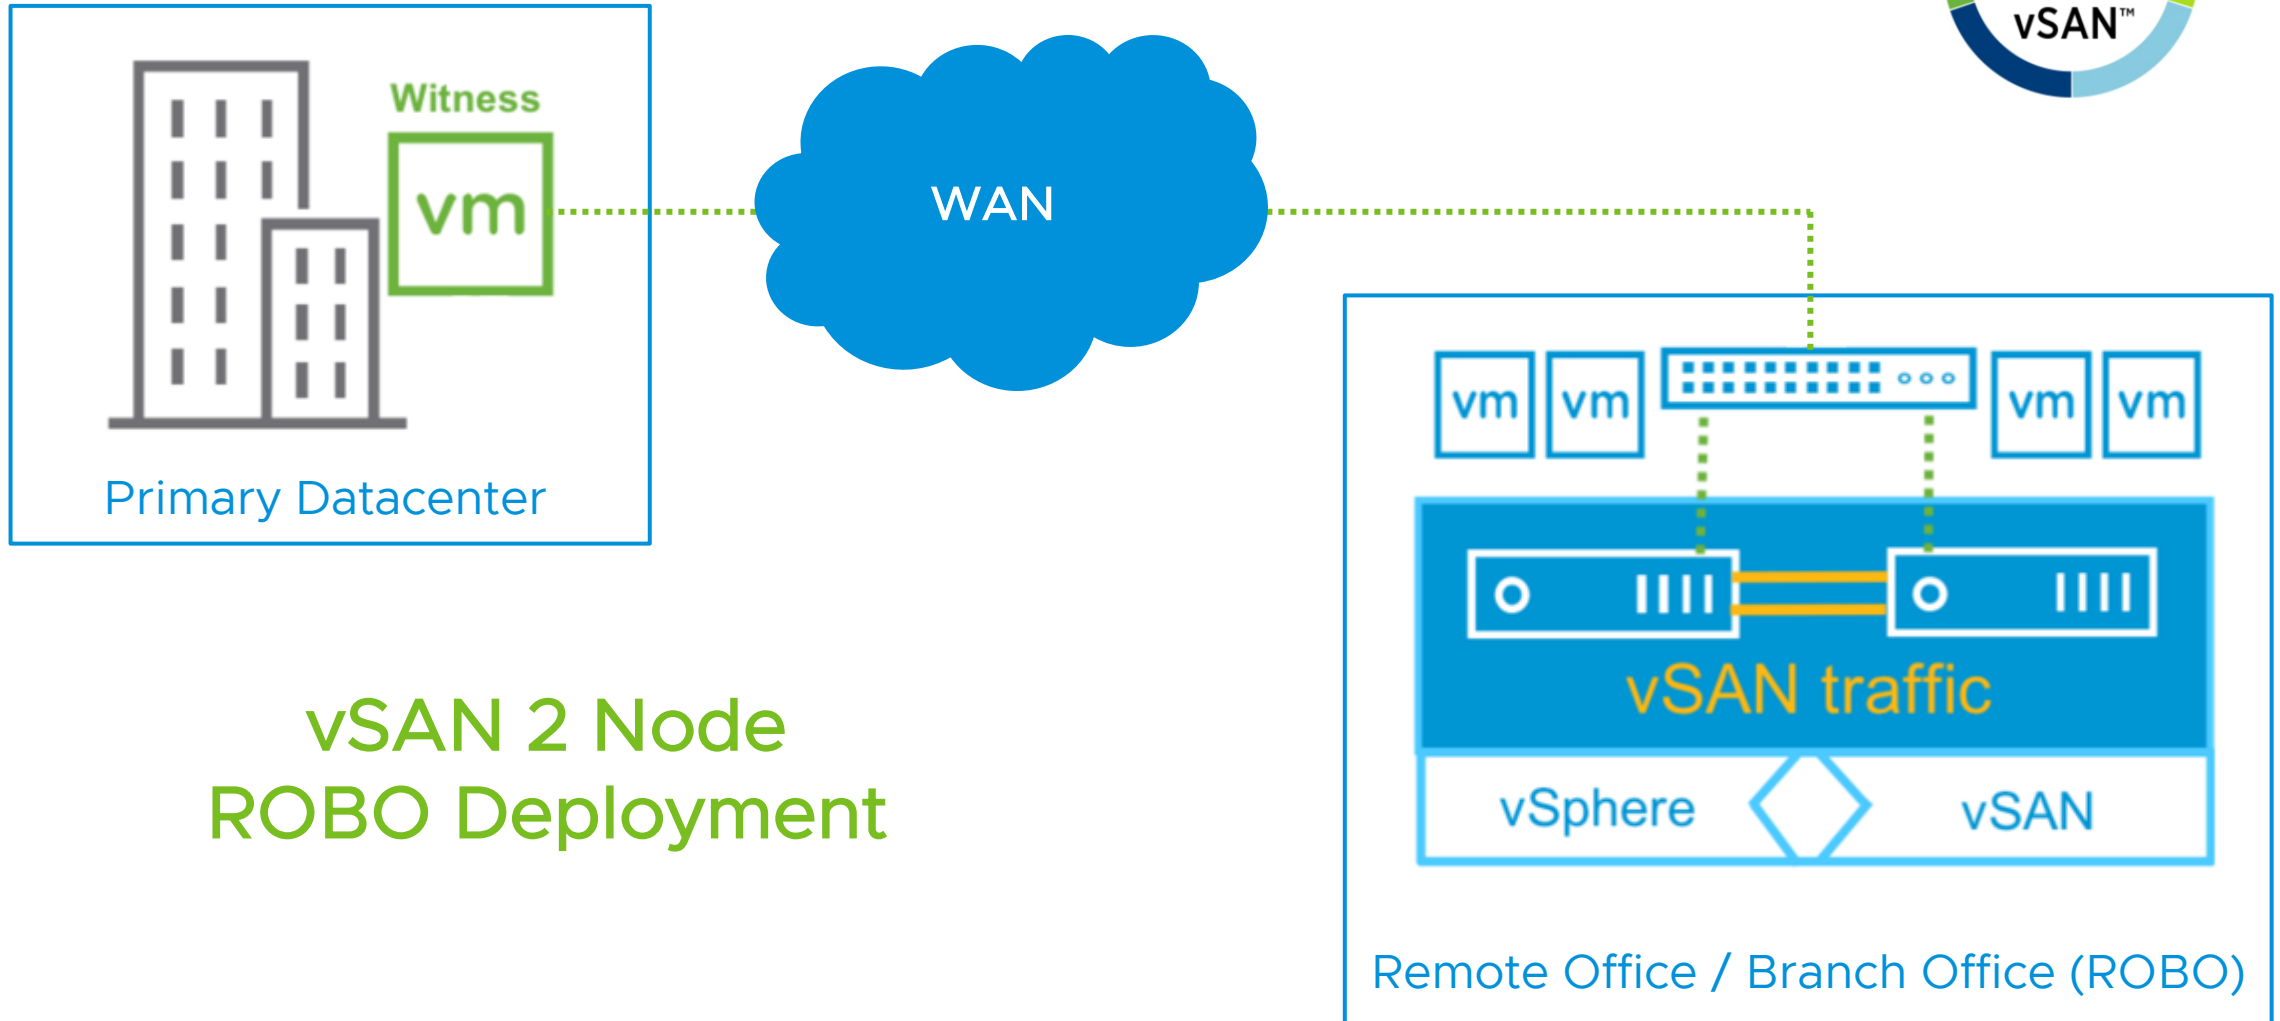 vSAN™
Witness
vm
WAN
Primary Datacenter
vm vm vm vm
vSAN traffic
vSphere vSAN
Remote Office / Branch Office (ROBO)
vSAN 2 Node
ROBO Deployment